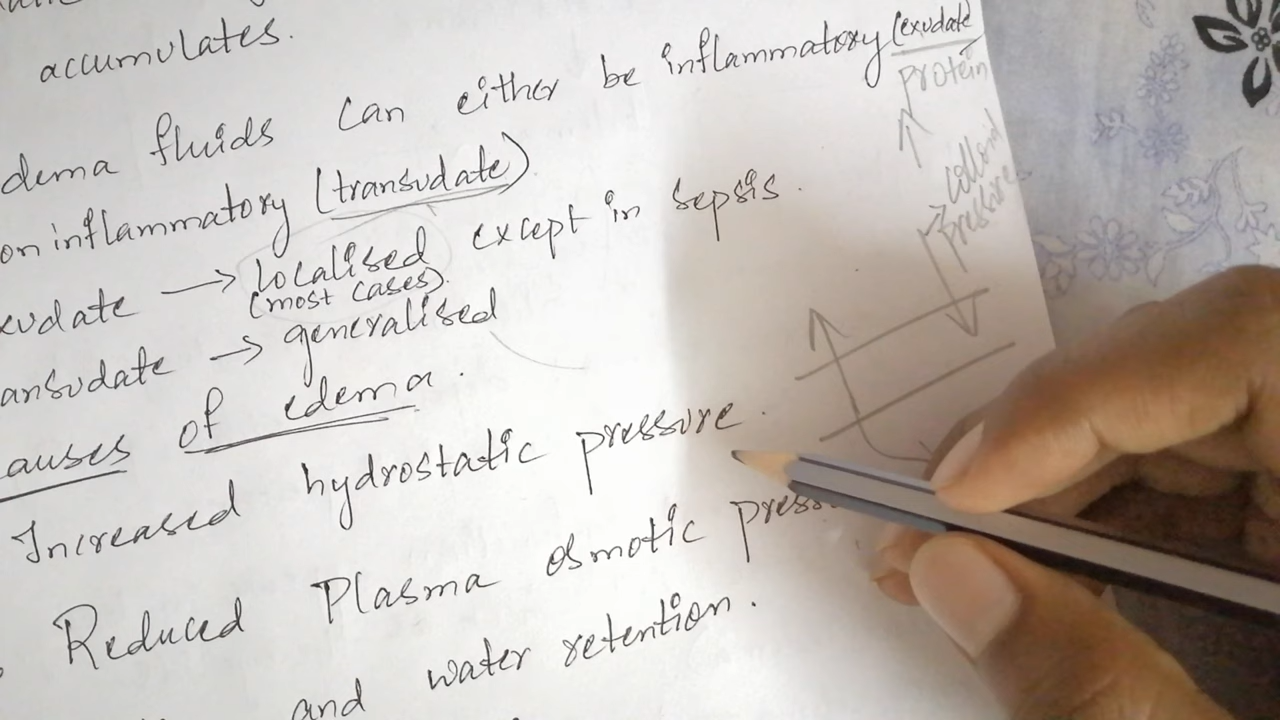 accumulates.
dema fluids can either be inflammatory (exudate
on inflammatory (transudate)
xudate → localised except in sepsis.
(most cases).
ansudate → generalised
auses of edema.
Increased hydrostatic pressure.
Reduced Plasma osmotic press
and water retention.
protein
↑
colloid
pressure